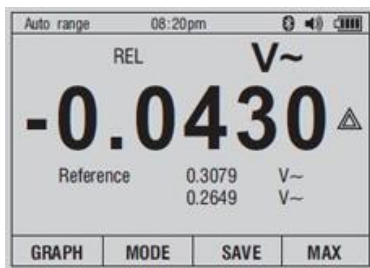 Auto range 08:20pm
REL V~
-0.0430
Reference 0.3079 V~
0.2649 V~
GRAPH MODE SAVE MAX